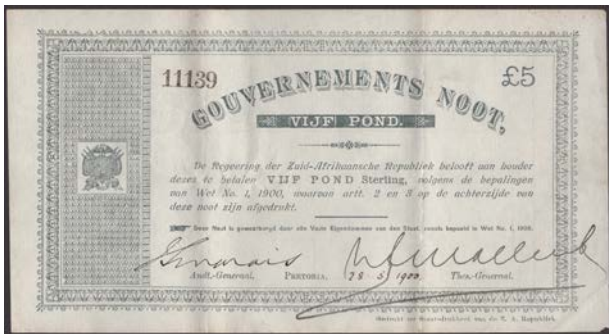 11139 £5
GOUVERNEMENTS NOOT,
VIJF POND.
De Regeering der Zuid-Afrikaansche Republiek belooft aan houder
dezes te betalen VIJF POND Sterling, volgens de bepalingen
van Wet No. 1, 1900, waarvan artt. 2 en 3 op de achterzijde van
deze noot zijn afgedrukt.
Deze Noot is gewaarborgd door alle Vaste Eigendommen van den Staat, zooals bepaald in Wet No. 1, 1900.
Audt.-Generaal. PRETORIA, 28-5-1900 Thes.-Generaal.
Gedrukt ter Staatsdrukkerij van de Z. A. Republiek.